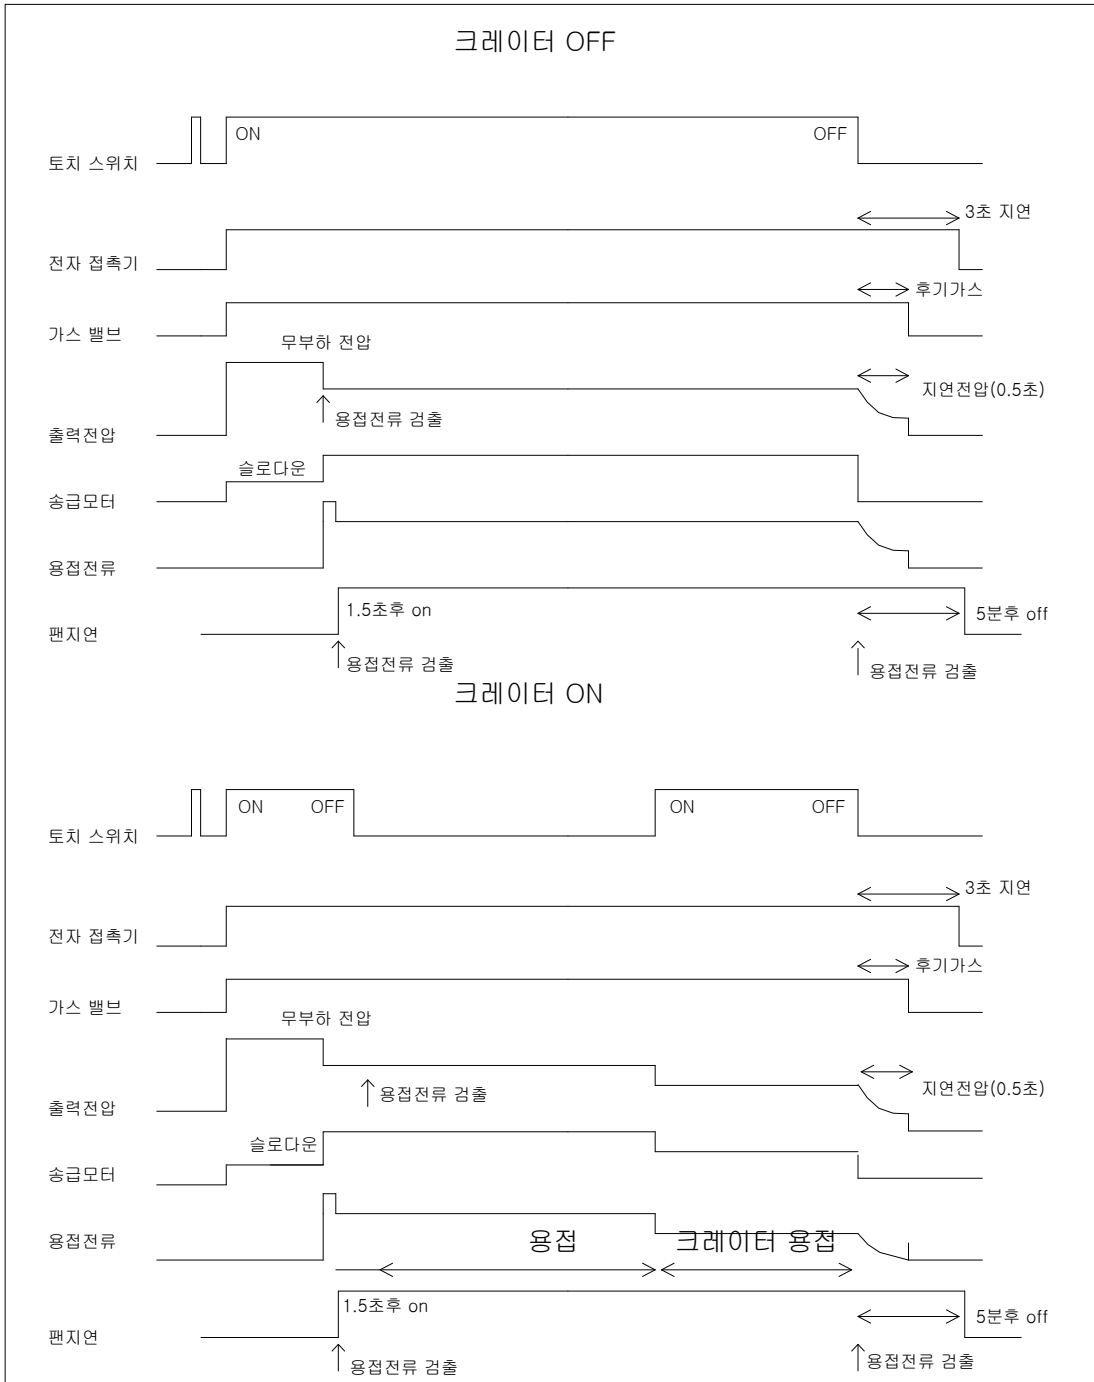 크레이터 OFF
ON
OFF
토치 스위치
3초 지연
전자 접촉기
후기가스
가스 밸브
무부하 전압
지연전압(0.5초)
용접전류 검출
출력전압
슬로다운
송급모터
용접전류
1.5초후 on
5분후 off
팬지연
용접전류 검출
용접전류 검출
크레이터 ON
ON
OFF
ON
OFF
토치 스위치
3초 지연
전자 접촉기
후기가스
가스 밸브
무부하 전압
용접전류 검출
지연전압(0.5초)
출력전압
슬로다운
송급모터
용접전류
용접
크레이터 용접
1.5초후 on
5분후 off
팬지연
용접전류 검출
용접전류 검출